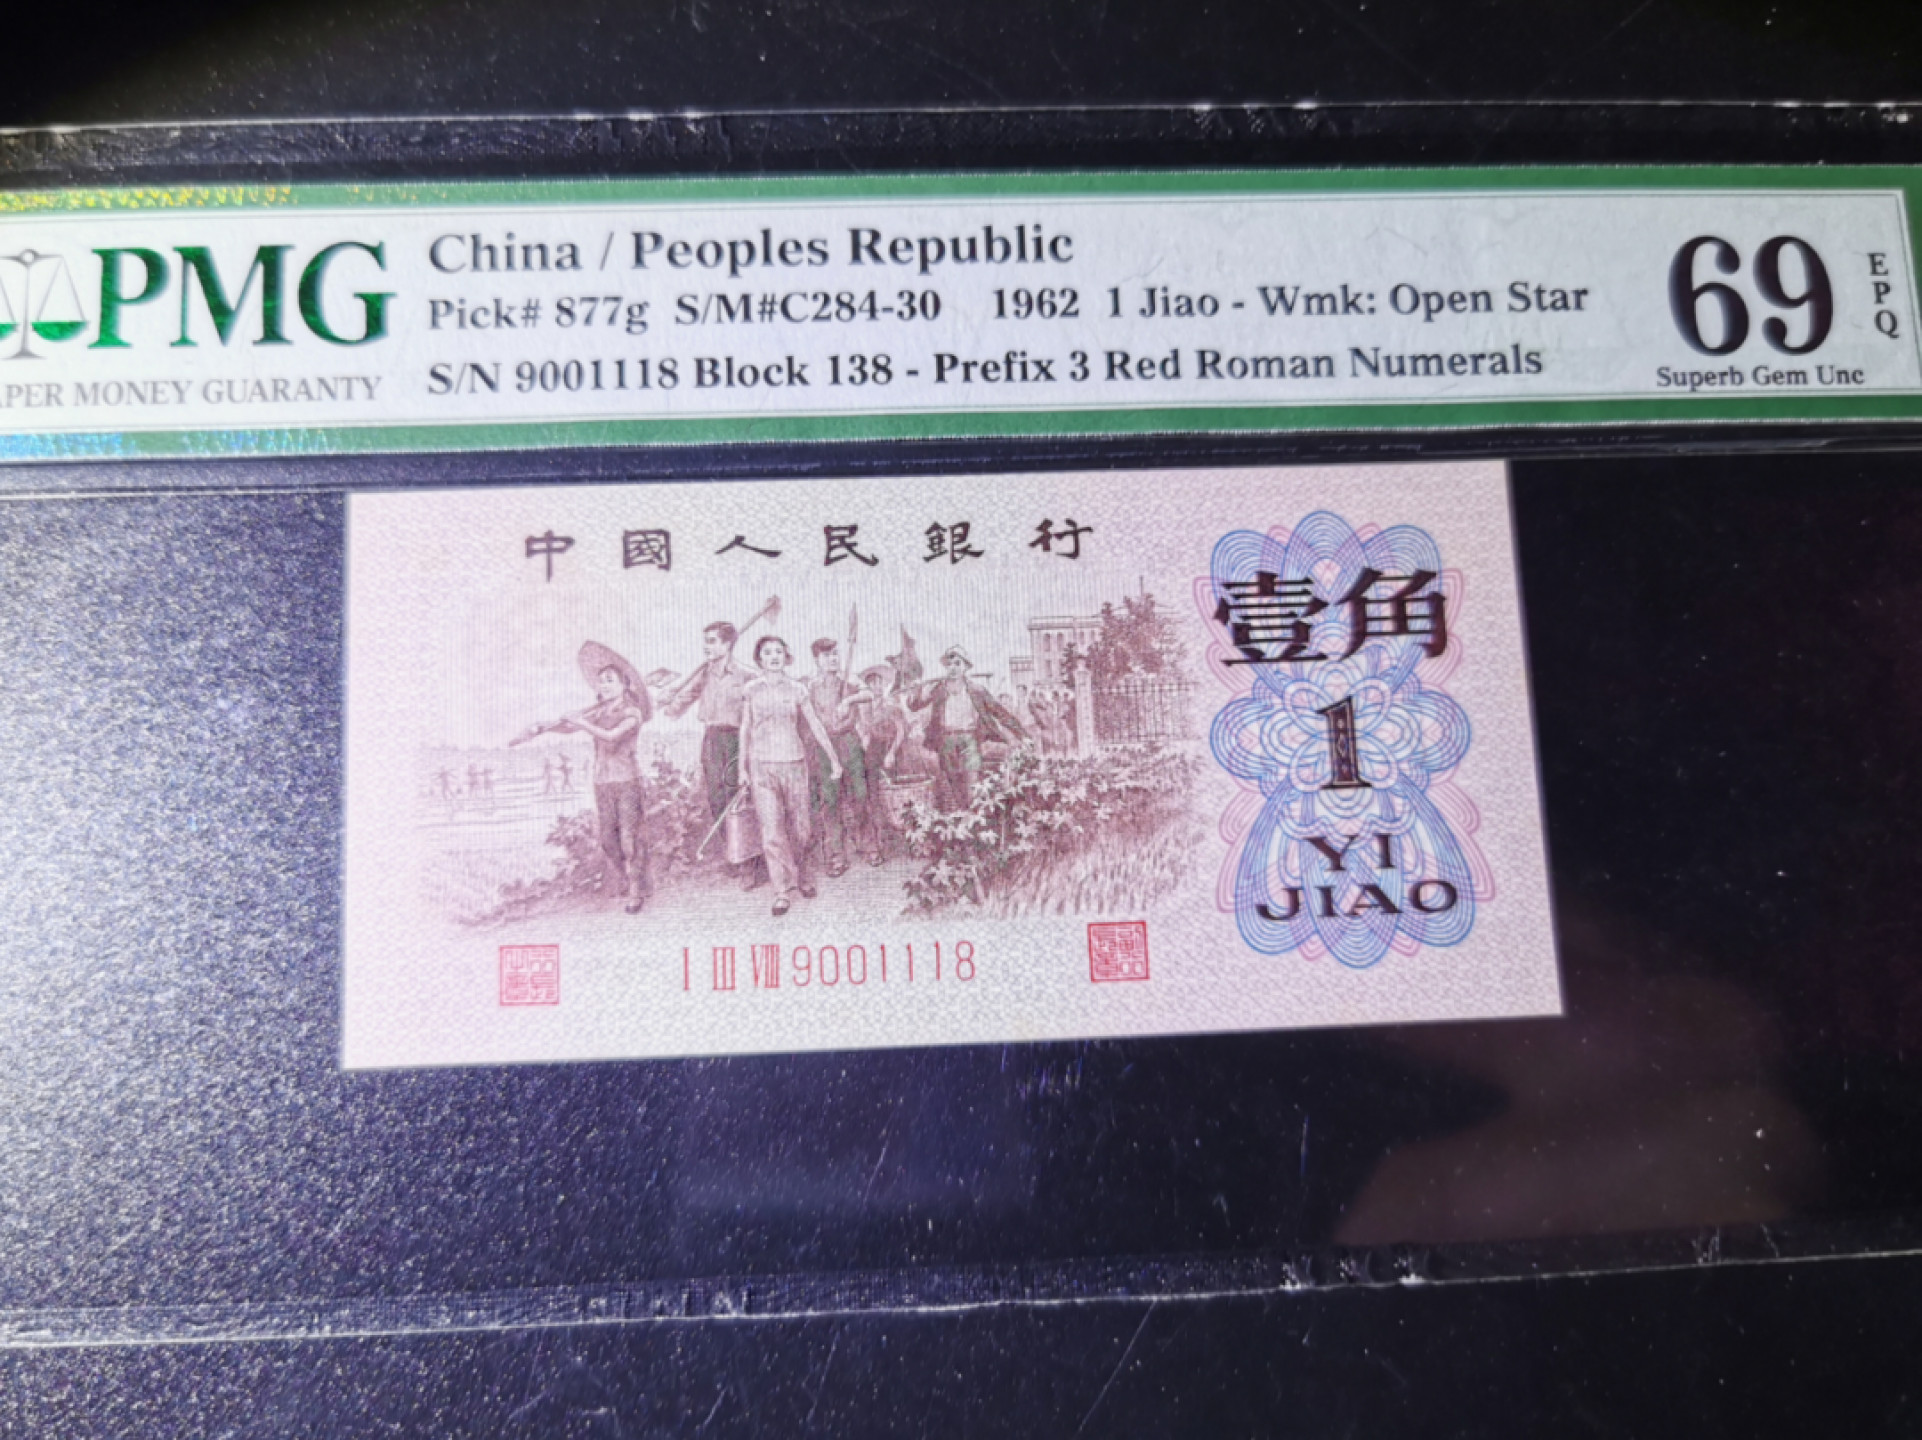 PMG
APER MONEY GUARANTY
China / Peoples Republic
Pick# 877g S/M#C284-30 1962 1 Jiao - Wmk: Open Star
S/N 9001118 Block 138 - Prefix 3 Red Roman Numerals
69
EPQ
Superb Gem Unc
中國人民銀行
壹角
1
YI
JIAO
I III VIII 9001118